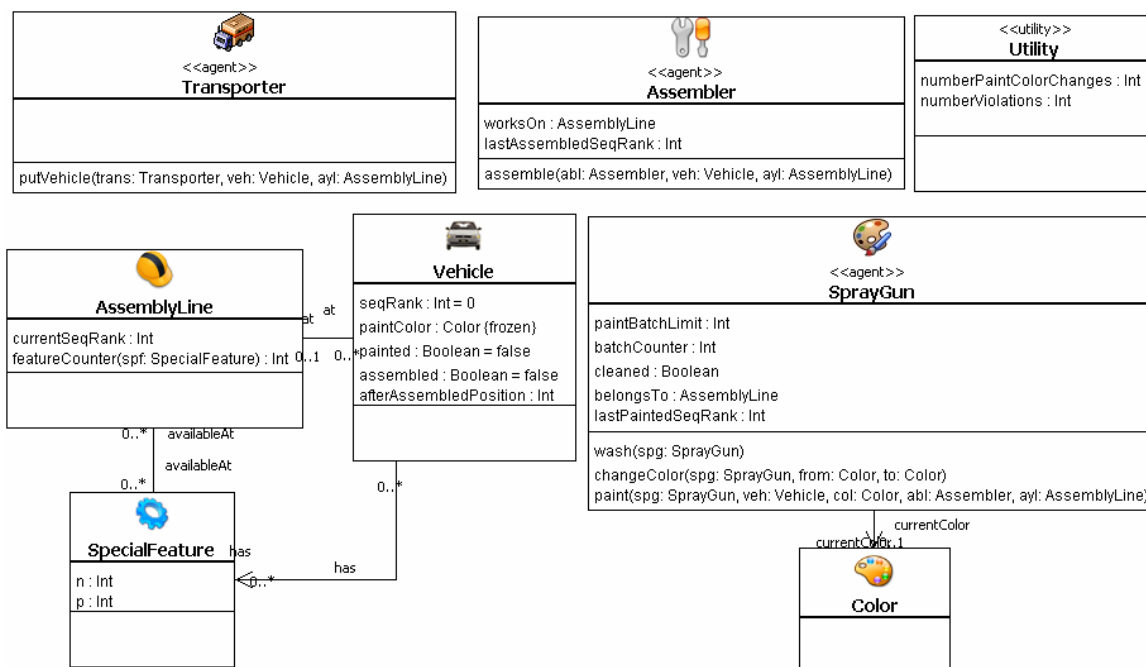 <<agent>>
Transporter
putVehicle(trans: Transporter, veh: Vehicle, ayl: AssemblyLine)
<<agent>>
Assembler
worksOn : AssemblyLine
lastAssembledSeqRank : Int
assemble(abl: Assembler, veh: Vehicle, ayl: AssemblyLine)
<<utility>>
Utility
numberPaintColorChanges : Int
numberViolations : Int
AssemblyLine
currentSeqRank : Int
featureCounter(spf: SpecialFeature) : Int
at
at
0..1
0..*
Vehicle
seqRank : Int = 0
paintColor : Color {frozen}
painted : Boolean = false
assembled : Boolean = false
afterAssembledPosition : Int
<<agent>>
SprayGun
paintBatchLimit : Int
batchCounter : Int
cleaned : Boolean
belongsTo : AssemblyLine
lastPaintedSeqRank : Int
wash(spg: SprayGun)
changeColor(spg: SprayGun, from: Color, to: Color)
paint(spg: SprayGun, veh: Vehicle, col: Color, abl: Assembler, ayl: AssemblyLine)
0..*
availableAt
availableAt
0..*
SpecialFeature
n : Int
p : Int
0..*
has
has
0..*
currentColor
currentColor
Color